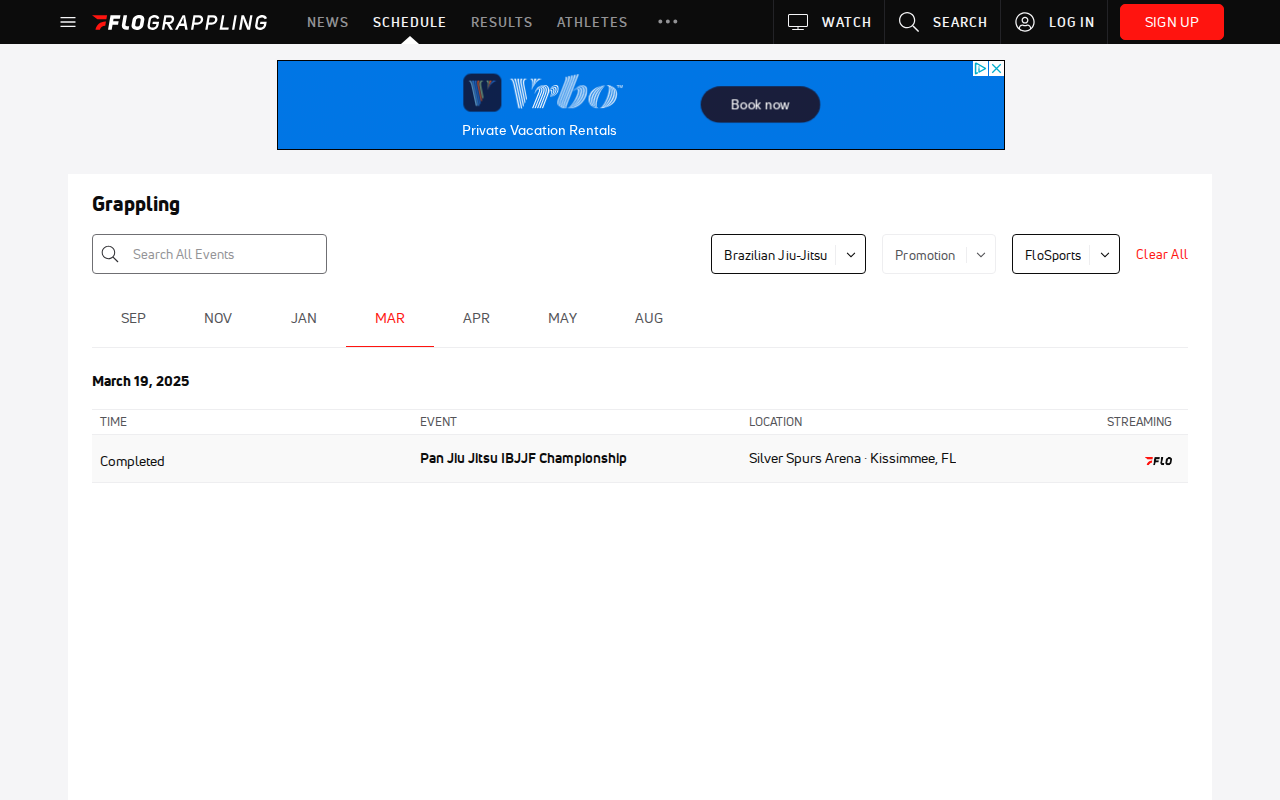 FLOGRAPPLING NEWS SCHEDULE RESULTS ATHLETES WATCH SEARCH LOG IN SIGN UP
Vrbo™
Private Vacation Rentals
Book now
Grappling
Search All Events
Brazilian Jiu-Jitsu
Promotion
FloSports
Clear All
SEP NOV JAN MAR APR MAY AUG
March 19, 2025
TIME EVENT LOCATION STREAMING
Completed Pan Jiu Jitsu IBJJF Championship Silver Spurs Arena · Kissimmee, FL FLO